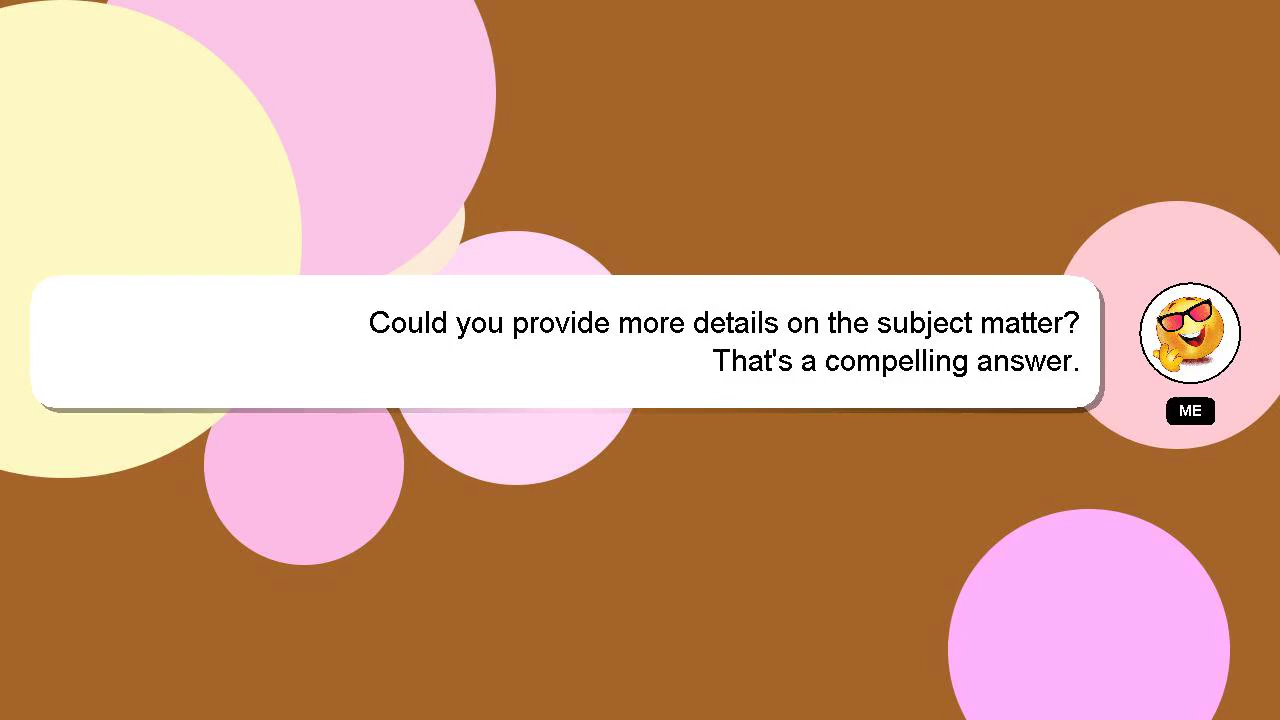 Could you provide more details on the subject matter?
That's a compelling answer.
ME